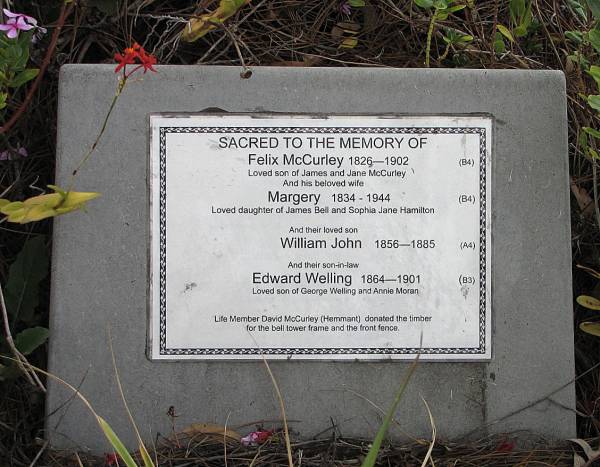 SACRED TO THE MEMORY OF
Felix McCurley 1826—1902 (B4)
Loved son of James and Jane McCurley
And his beloved wife
Margery 1834 - 1944 (B4)
Loved daughter of James Bell and Sophia Jane Hamilton
And their loved son
William John 1856—1885 (A4)
And their son-in-law
Edward Welling 1864—1901 (B3)
Loved son of George Welling and Annie Moran
Life Member David McCurley (Hemmant) donated the timber
for the bell tower frame and the front fence.